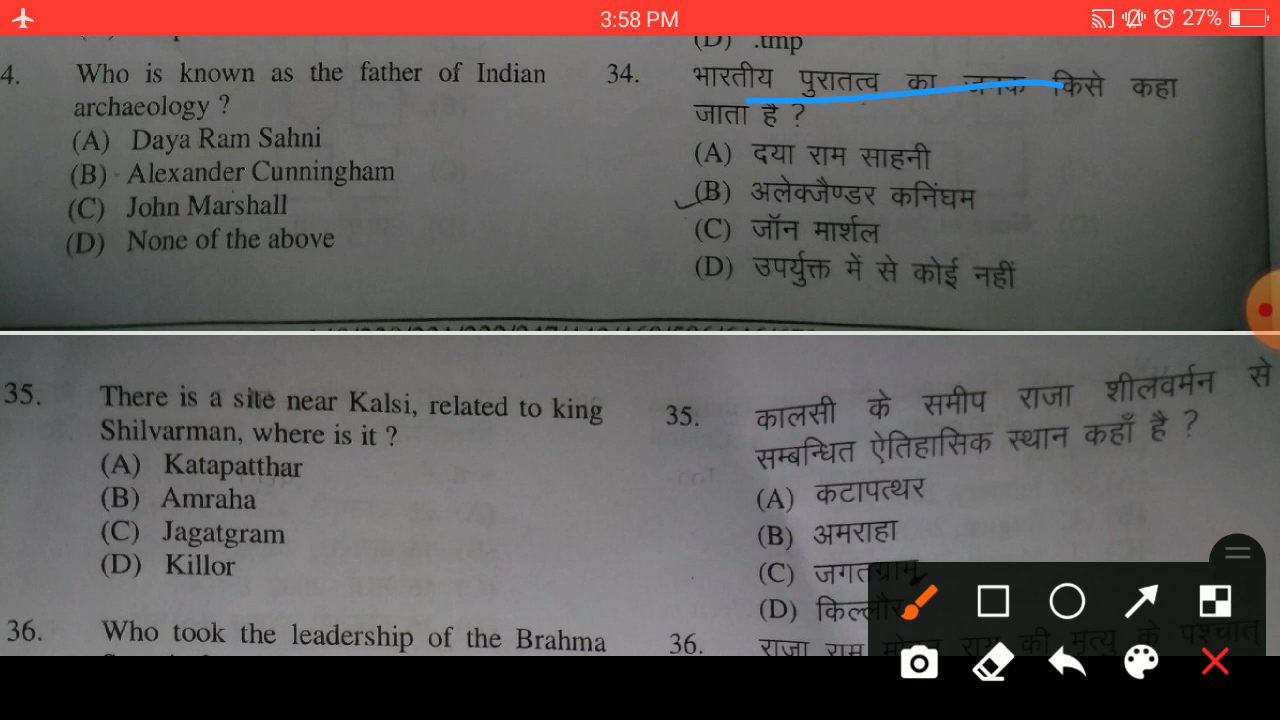 3:58 PM
27%
(D) .tmp
4. Who is known as the father of Indian
archaeology ?
(A) Daya Ram Sahni
(B) Alexander Cunningham
(C) John Marshall
(D) None of the above
34. भारतीय पुरातत्व का जनक किसे कहा
जाता है ?
(A) दया राम साहनी
(B) अलेक्जैण्डर कनिंघम
(C) जॉन मार्शल
(D) उपर्युक्त में से कोई नहीं
35. There is a site near Kalsi, related to king
Shilvarman, where is it ?
(A) Katapatthar
(B) Amraha
(C) Jagatgram
(D) Killor
35. कालसी के समीप राजा शीलवर्मन से
सम्बन्धित ऐतिहासिक स्थान कहाँ है ?
(A) कटापत्थर
(B) अमराहा
(C) जगतग्राम
(D) किल्लौर
36. Who took the leadership of the Brahma
36. राजा राम मोहन राय की मृत्यु के पश्चात्